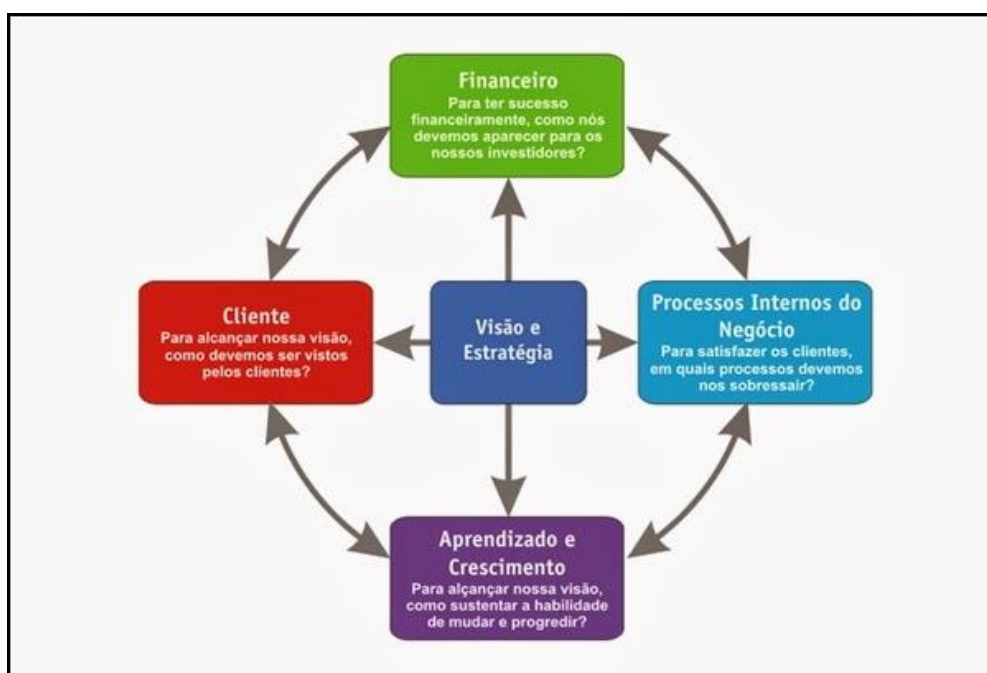 Financeiro
Para ter sucesso
financeiramente, como nós
devemos aparecer para os
nossos investidores?
Cliente
Para alcançar nossa visão,
como devemos ser vistos
pelos clientes?
Visão e
Estratégia
Processos Internos do
Negócio
Para satisfazer os clientes,
em quais processos devemos
nos sobressair?
Aprendizado e
Crescimento
Para alçançar nossa visão,
como sustentar a habilidade
de mudar e progredir?